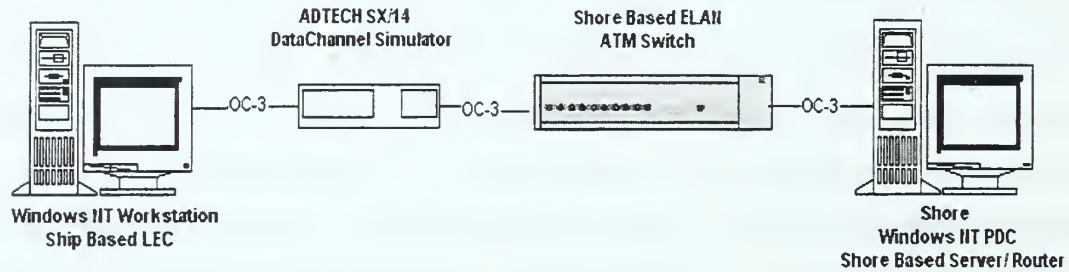 ADTECH SX/14
DataChannel Simulator
Shore Based ELAN
ATM Switch
OC-3
OC-3
OC-3
Windows NT Workstation
Ship Based LEC
Shore
Windows NT PDC
Shore Based Server/Router